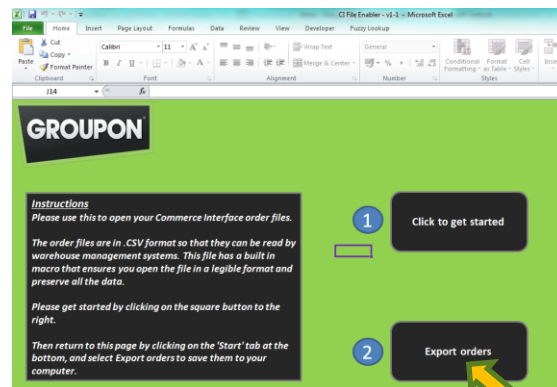 CI File Enabler - v1-1 - Microsoft Excel
File Home Insert Page Layout Formulas Data Review View Developer Fuzzy Lookup
Cut
Copy
Format Painter
Paste
Calibri 11 A A
Wrap Text
General
B I U A
Merge & Center
% ,
Conditional Formatting
Format as Table
Cell Styles
Clipboard Font Alignment Number Styles
J14 fx
GROUPON
Instructions
Please use this to open your Commerce Interface order files.
The order files are in .CSV format so that they can be read by
warehouse management systems. This file has a built in
macro that ensures you open the file in a legible format and
preserve all the data.
Please get started by clicking on the square button to the
right.
Then return to this page by clicking on the 'Start' tab at the
bottom, and select Export orders to save them to your
computer.
1 Click to get started
2 Export orders